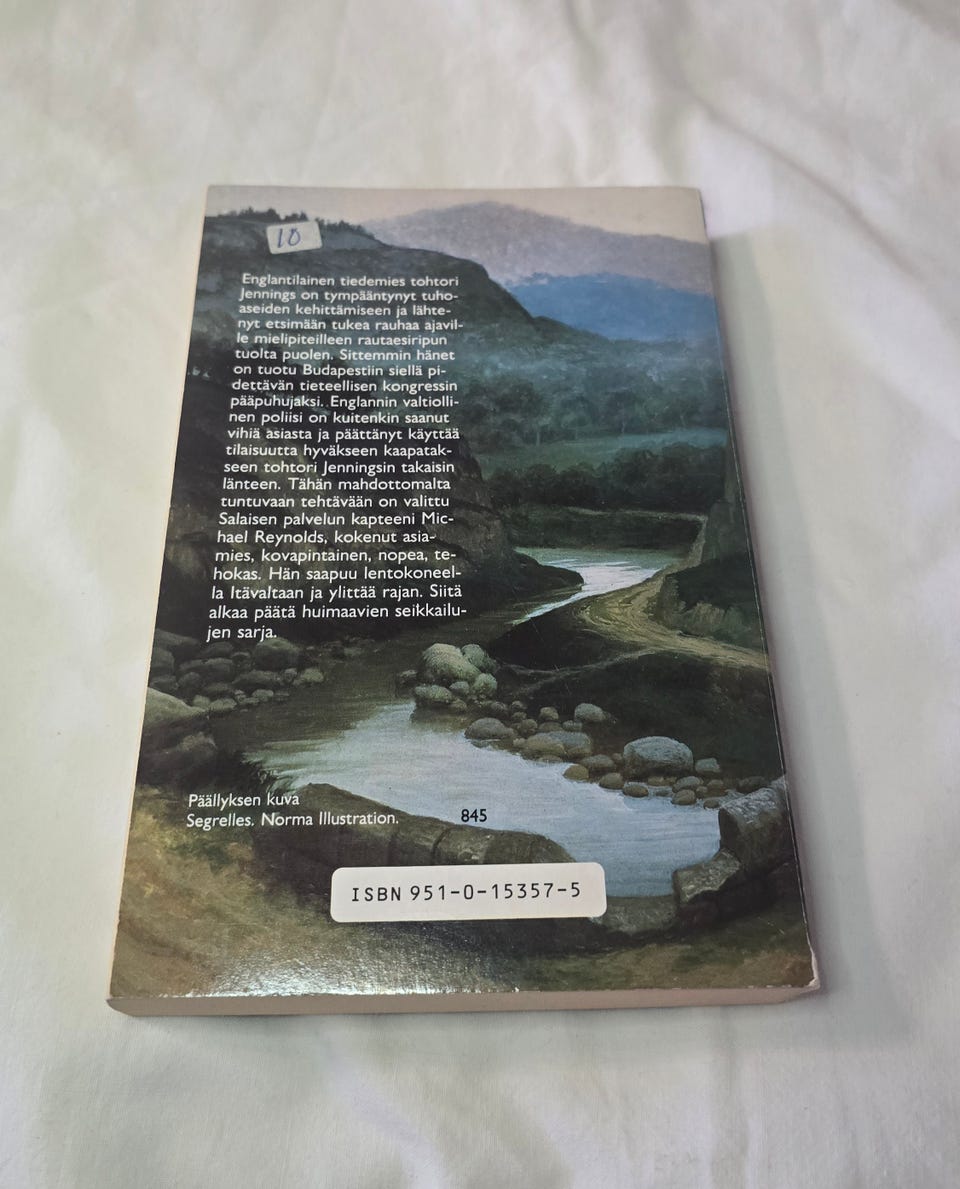 10
Englantilainen tiedemies tohtori
Jennings on tympääntynyt tuho-
aseiden kehittämiseen ja lähte-
nyt etsimään tukea rauhaa ajavil-
le mielipiteilleen rautaesiripun
tuolta puolen. Sittemmin hänet
on tuotu Budapestiin siellä pi-
dettävän tieteellisen kongressin
pääpuhujaksi. Englannin valtiolli-
nen poliisi on kuitenkin saanut
vihiä asiasta ja päättänyt käyttää
tilaisuutta hyväkseen kaapatak-
seen tohtori Jenningsin takaisin
länteen. Tähän mahdottomalta
tuntuvaan tehtävään on valittu
Salaisen palvelun kapteeni Mic-
hael Reynolds, kokenut asia-
mies, kovapintainen, nopea, te-
hokas. Hän saapuu lentokoneel-
la Itävaltaan ja ylittää rajan. Siitä
alkaa päätä huimaavien seikkailu-
jen sarja.
Päällyksen kuva
Segrelles. Norma Illustration.
845
ISBN 951-0-15357-5